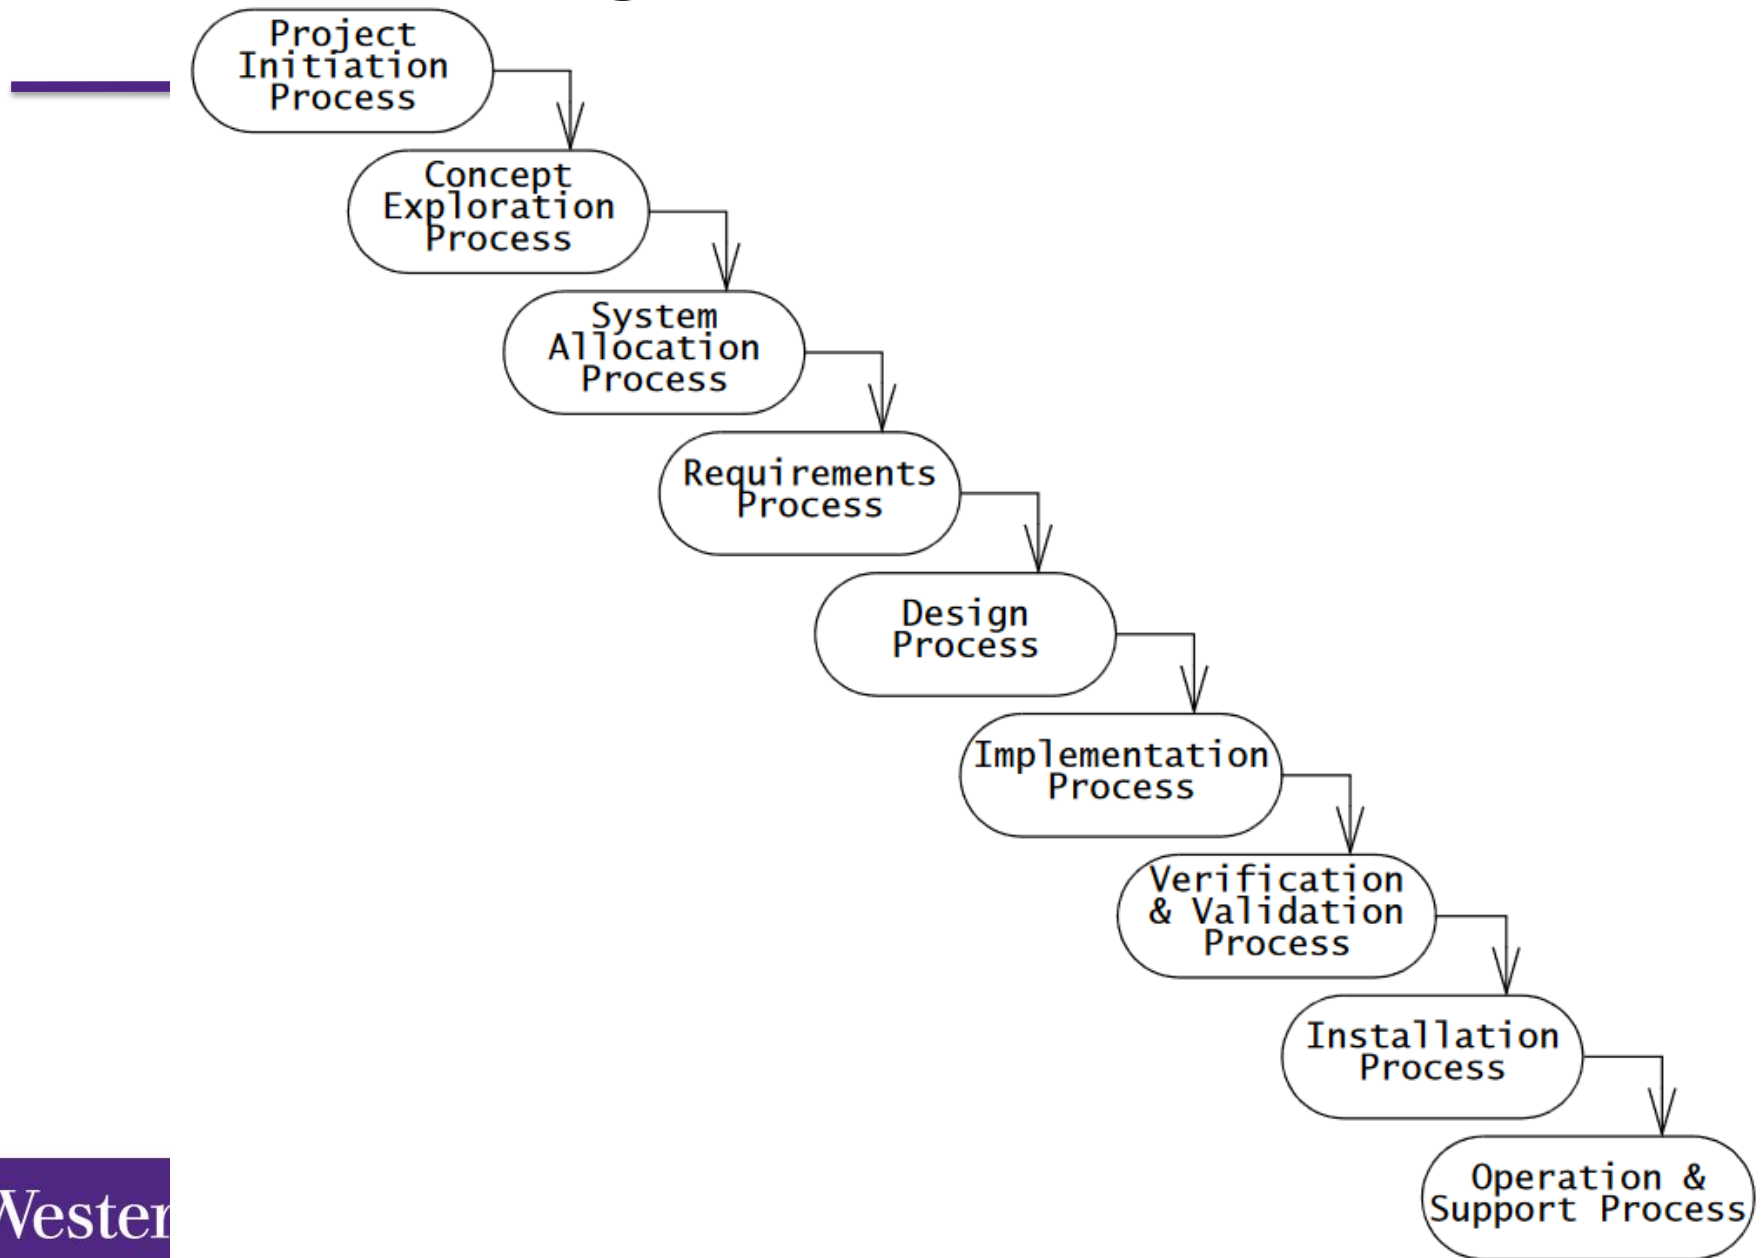 Project
Initiation
Process
Concept
Exploration
Process
System
Allocation
Process
Requirements
Process
Design
Process
Implementation
Process
Verification
& Validation
Process
Installation
Process
Operation &
Support Process